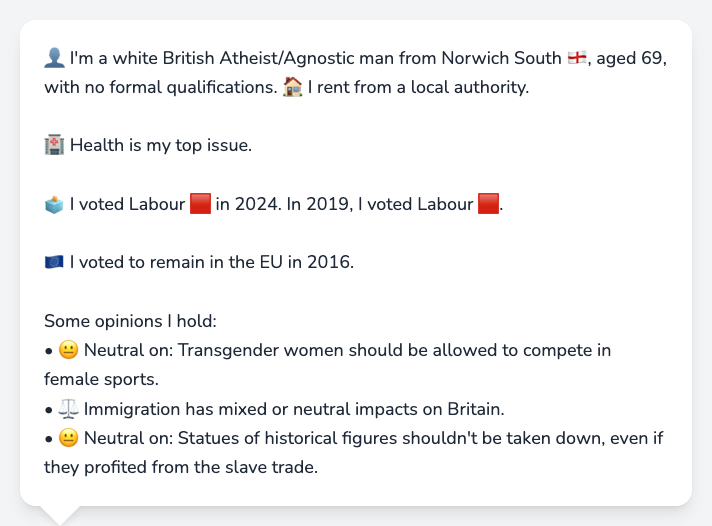 👤 I'm a white British Atheist/Agnostic man from Norwich South 🏴󠁧󠁢󠁥󠁮󠁧󠁿, aged 69,
with no formal qualifications. 🏠 I rent from a local authority.
🏥 Health is my top issue.
🗳️ I voted Labour 🟥 in 2024. In 2019, I voted Labour 🟥.
🇪🇺 I voted to remain in the EU in 2016.
Some opinions I hold:
• 😐 Neutral on: Transgender women should be allowed to compete in
female sports.
• ⚖️ Immigration has mixed or neutral impacts on Britain.
• 😐 Neutral on: Statues of historical figures shouldn't be taken down, even if
they profited from the slave trade.